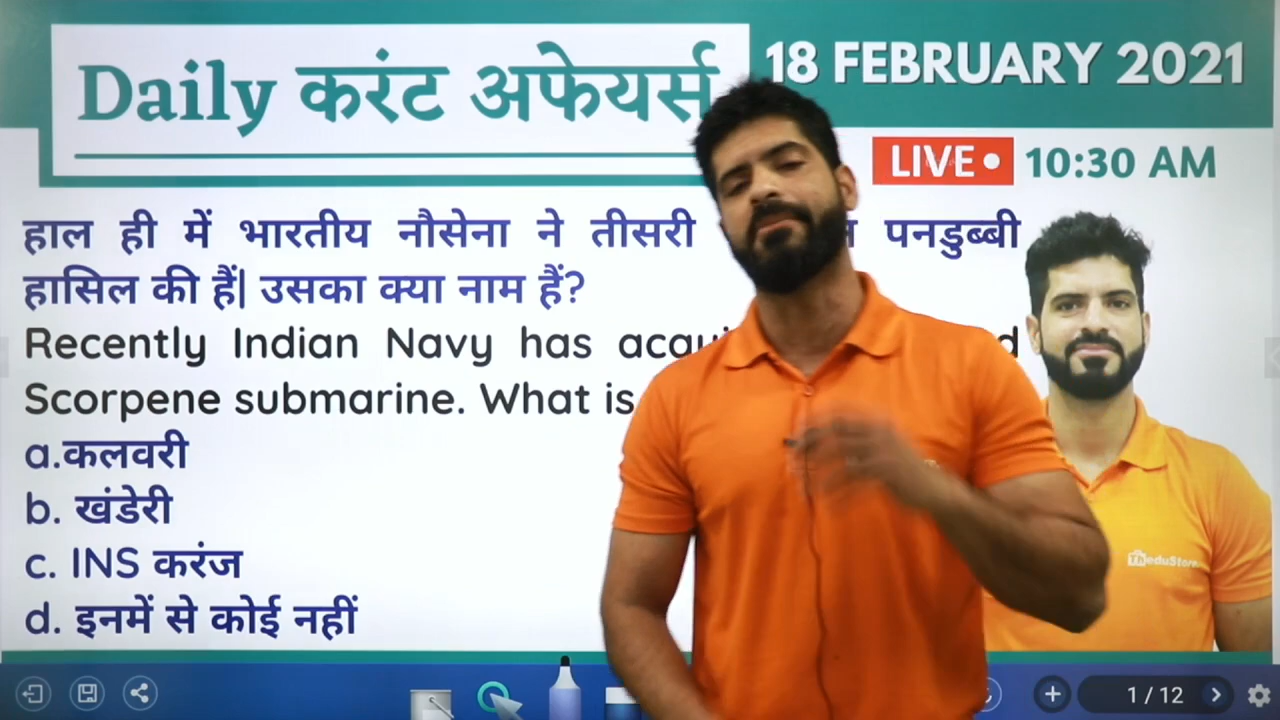 Daily करंट अफेयर्स
18 FEBRUARY 2021
LIVE
10:30 AM
हाल ही में भारतीय नौसेना ने तीसरी पनडुब्बी
हासिल की हैं| उसका क्या नाम हैं?
Recently Indian Navy has
Scorpene submarine. What is
a.कलवरी
b. खंडेरी
c. INS करंज
d. इनमें से कोई नहीं
TheduStore
1 / 12